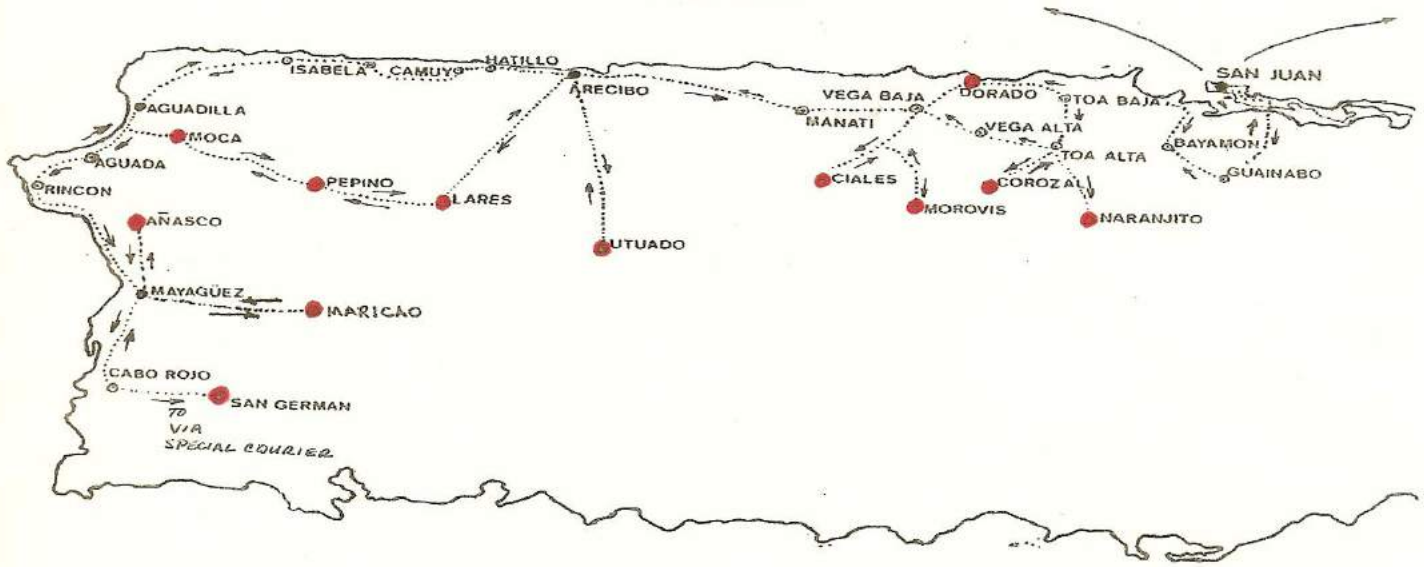 SAN JUAN
HATILLO
ISABELA
CAMUY
ARECIBO
DORADO
VEGA BAJA
TOA BAJA
AGUADILLA
MANATI
VEGA ALTA
MOCA
BAYAMON
TOA ALTA
AGUADA
GUAINABO
PEPINO
CIALES
COROZAL
RINCON
LARES
MOROVIS
NARANJITO
AÑASCO
UTUADO
MAYAGÜEZ
MARICAO
CABO ROJO
SAN GERMAN
TO
VIA
SPECIAL COURIER